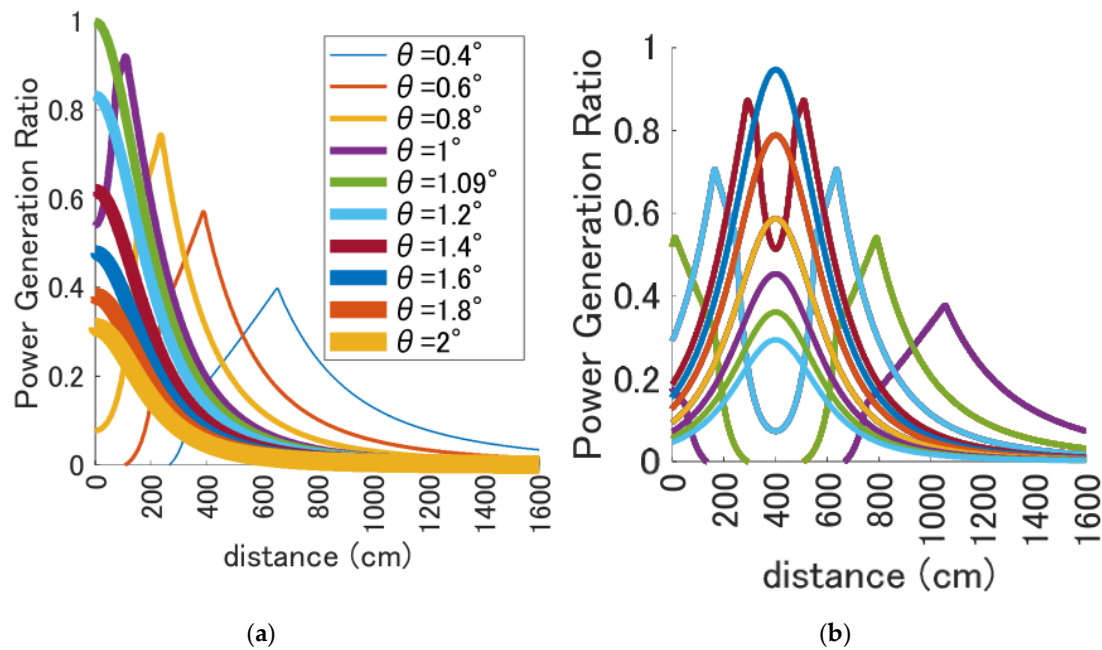 Power Generation Ratio
1
0.8
0.6
0.4
0.2
0
0
200
400
600
800
1000
1200
1400
1600
distance (cm)
θ=0.4°
θ=0.6°
θ=0.8°
θ=1°
θ=1.09°
θ=1.2°
θ=1.4°
θ=1.6°
θ=1.8°
θ=2°
(a)
Power Generation Ratio
1
0.8
0.6
0.4
0.2
0
0
200
400
600
800
1000
1200
1400
1600
distance (cm)
(b)